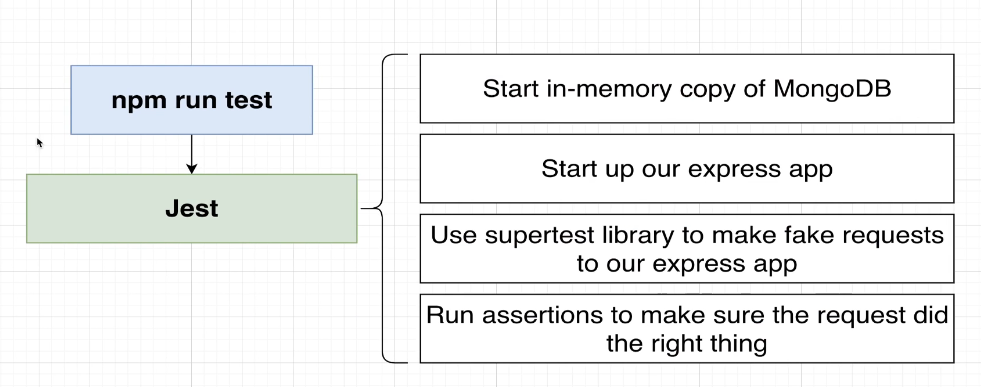 npm run test
Jest
Start in-memory copy of MongoDB
Start up our express app
Use supertest library to make fake requests
to our express app
Run assertions to make sure the request did
the right thing